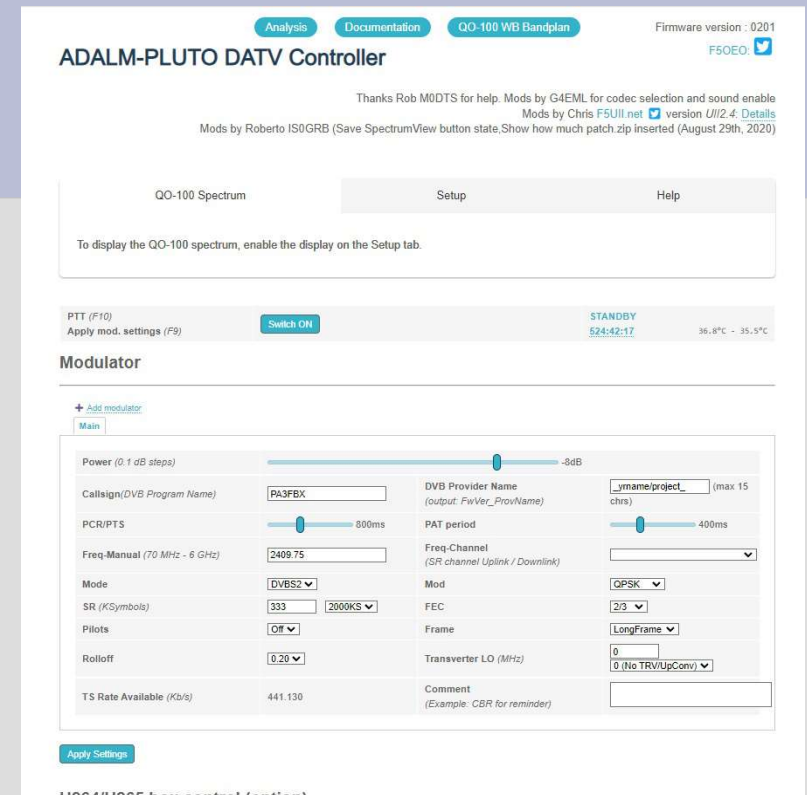 Analysis Documentation QO-100 WB Bandplan Firmware version : 0201
ADALM-PLUTO DATV Controller F5OEO:
Thanks Rob M0DTS for help. Mods by G4EML for codec selection and sound enable
Mods by Chris F5UII.net version UII2.4: Details
Mods by Roberto IS0GRB (Save SpectrumView button state,Show how much patch.zip inserted (August 29th, 2020)
QO-100 Spectrum Setup Help
To display the QO-100 spectrum, enable the display on the Setup tab.
PTT (F10) Switch ON STANDBY
Apply mod. settings (F9) 524:42:17 36.8°C - 35.5°C
Modulator
+ Add modulator
Main
Power (0.1 dB steps) -8dB
Callsign(DVB Program Name) PA3FBX DVB Provider Name (output: FwVer_ProvName) _yrname/project_ (max 15 chrs)
PCR/PTS 800ms PAT period 400ms
Freq-Manual (70 MHz - 6 GHz) 2409.75 Freq-Channel (SR channel Uplink / Downlink)
Mode DVBS2 Mod QPSK
SR (KSymbols) 333 2000KS FEC 2/3
Pilots Off Frame LongFrame
Rolloff 0.20 Transverter LO (MHz) 0 0 (No TRV/UpConv)
TS Rate Available (Kb/s) 441.130 Comment (Example: CBR for reminder)
Apply Settings